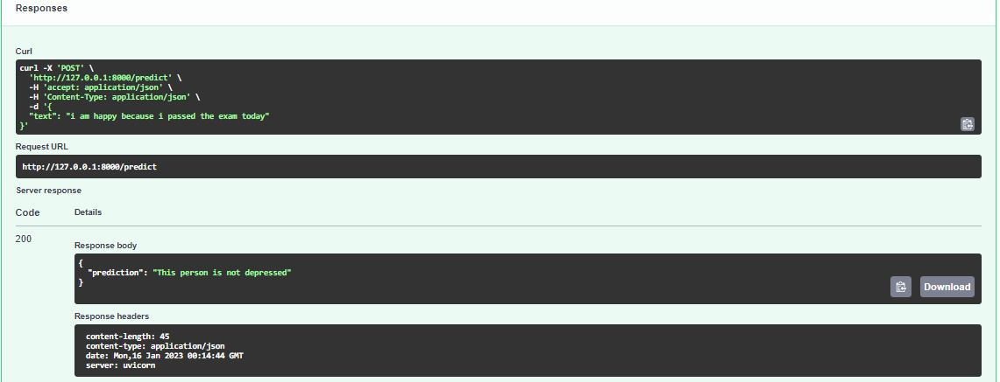 Responses
Curl
curl -X 'POST' \
'http://127.0.0.1:8000/predict' \
-H 'accept: application/json' \
-H 'Content-Type: application/json' \
-d '{
"text": "i am happy because i passed the exam today"
}'
Request URL
http://127.0.0.1:8000/predict
Server response
Code Details
200
Response body
{
"prediction": "This person is not depressed"
}
Download
Response headers
content-length: 45
content-type: application/json
date: Mon,16 Jan 2023 00:14:44 GMT
server: uvicorn